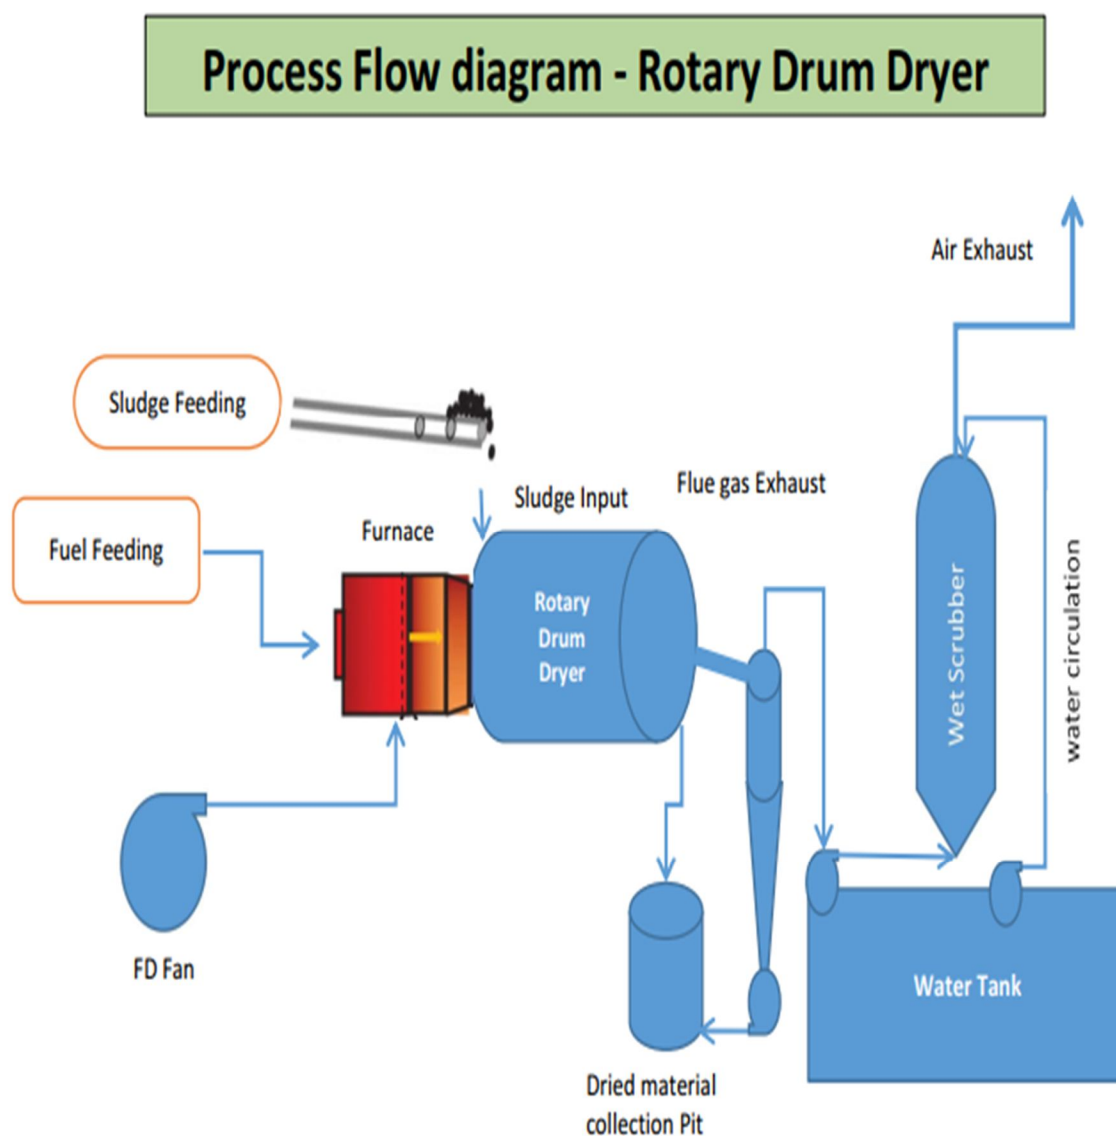 Process Flow diagram - Rotary Drum Dryer
Air Exhaust
Sludge Feeding
Flue gas Exhaust
Sludge Input
Furnace
Fuel Feeding
Rotary
Drum
Dryer
Wet Scrubber
water circulation
FD Fan
Water Tank
Dried material
collection Pit